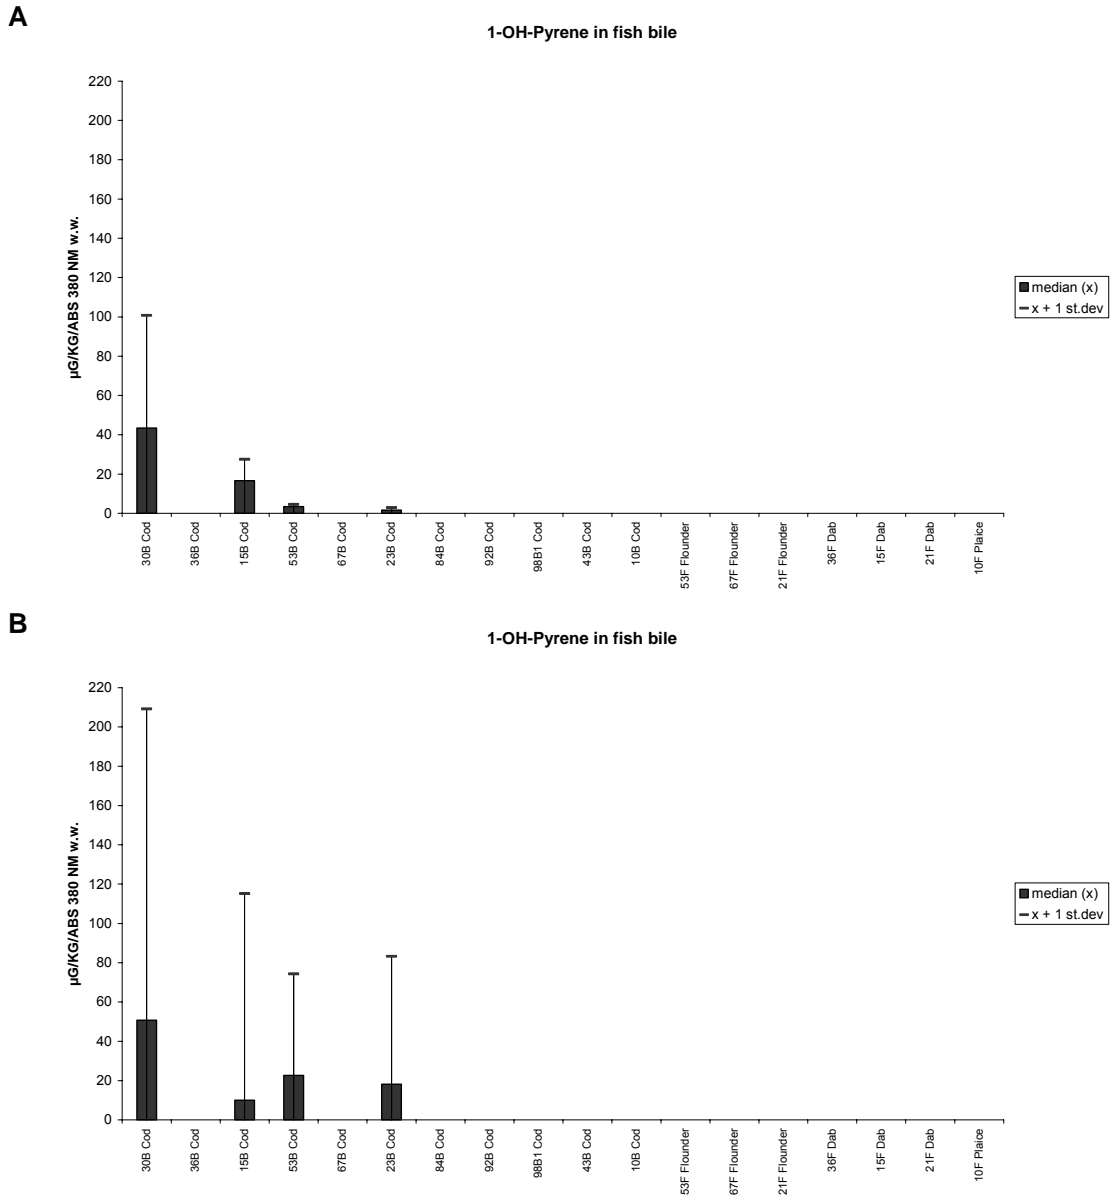 A
1-OH-Pyrene in fish bile
220
200
180
160
140
120
100
80
60
40
20
0
µG/KG/ABS 380 NM w.w.
30B Cod
36B Cod
15B Cod
53B Cod
67B Cod
23B Cod
84B Cod
92B Cod
98B1 Cod
43B Cod
10B Cod
53F Flounder
67F Flounder
21F Flounder
36F Dab
15F Dab
21F Dab
10F Plaice
median (x)
x + 1 st.dev
B
1-OH-Pyrene in fish bile
220
200
180
160
140
120
100
80
60
40
20
0
µG/KG/ABS 380 NM w.w.
30B Cod
36B Cod
15B Cod
53B Cod
67B Cod
23B Cod
84B Cod
92B Cod
98B1 Cod
43B Cod
10B Cod
53F Flounder
67F Flounder
21F Flounder
36F Dab
15F Dab
21F Dab
10F Plaice
median (x)
x + 1 st.dev